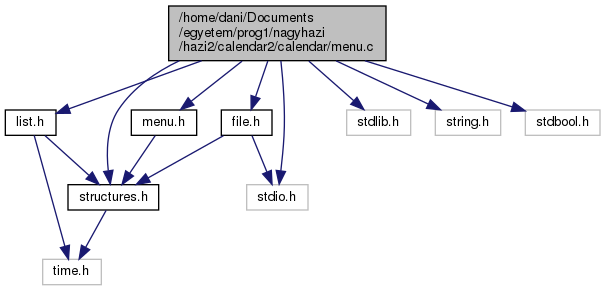 /home/dani/Documents
/egyetem/prog1/nagyhazi
/hazi2/calendar2/calendar/menu.c
list.h
menu.h
file.h
stdlib.h
string.h
stdbool.h
structures.h
stdio.h
time.h